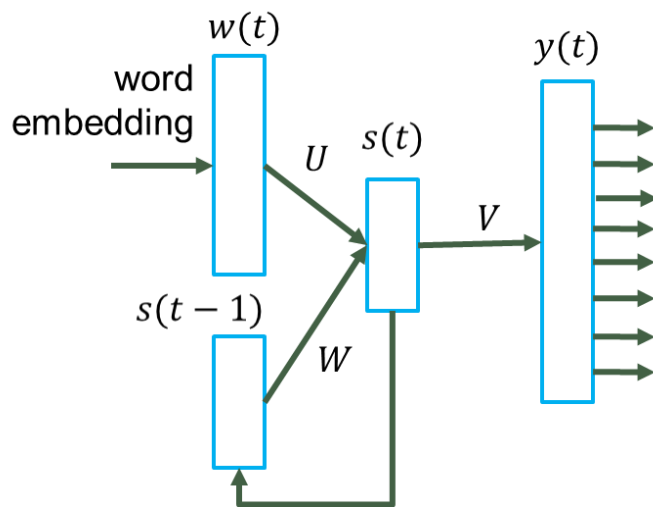 w(t)
word
embedding
U
s(t)
V
y(t)
s(t − 1)
W